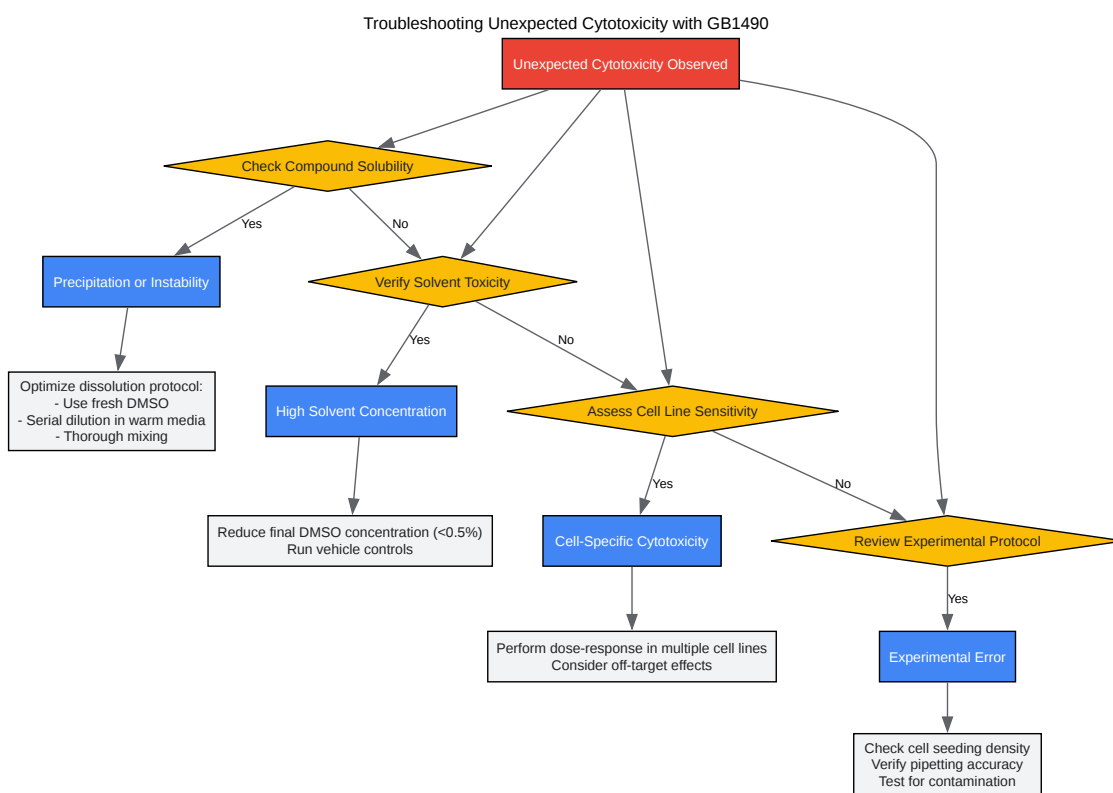 Troubleshooting Unexpected Cytotoxicity with GB1490
Unexpected Cytotoxicity Observed
Check Compound Solubility
Yes
No
Precipitation or Instability
Verify Solvent Toxicity
Optimize dissolution protocol:
- Use fresh DMSO
- Serial dilution in warm media
- Thorough mixing
Yes
No
High Solvent Concentration
Assess Cell Line Sensitivity
Reduce final DMSO concentration (<0.5%)
Run vehicle controls
Yes
No
Cell-Specific Cytotoxicity
Review Experimental Protocol
Perform dose-response in multiple cell lines
Consider off-target effects
Yes
Experimental Error
Check cell seeding density
Verify pipetting accuracy
Test for contamination